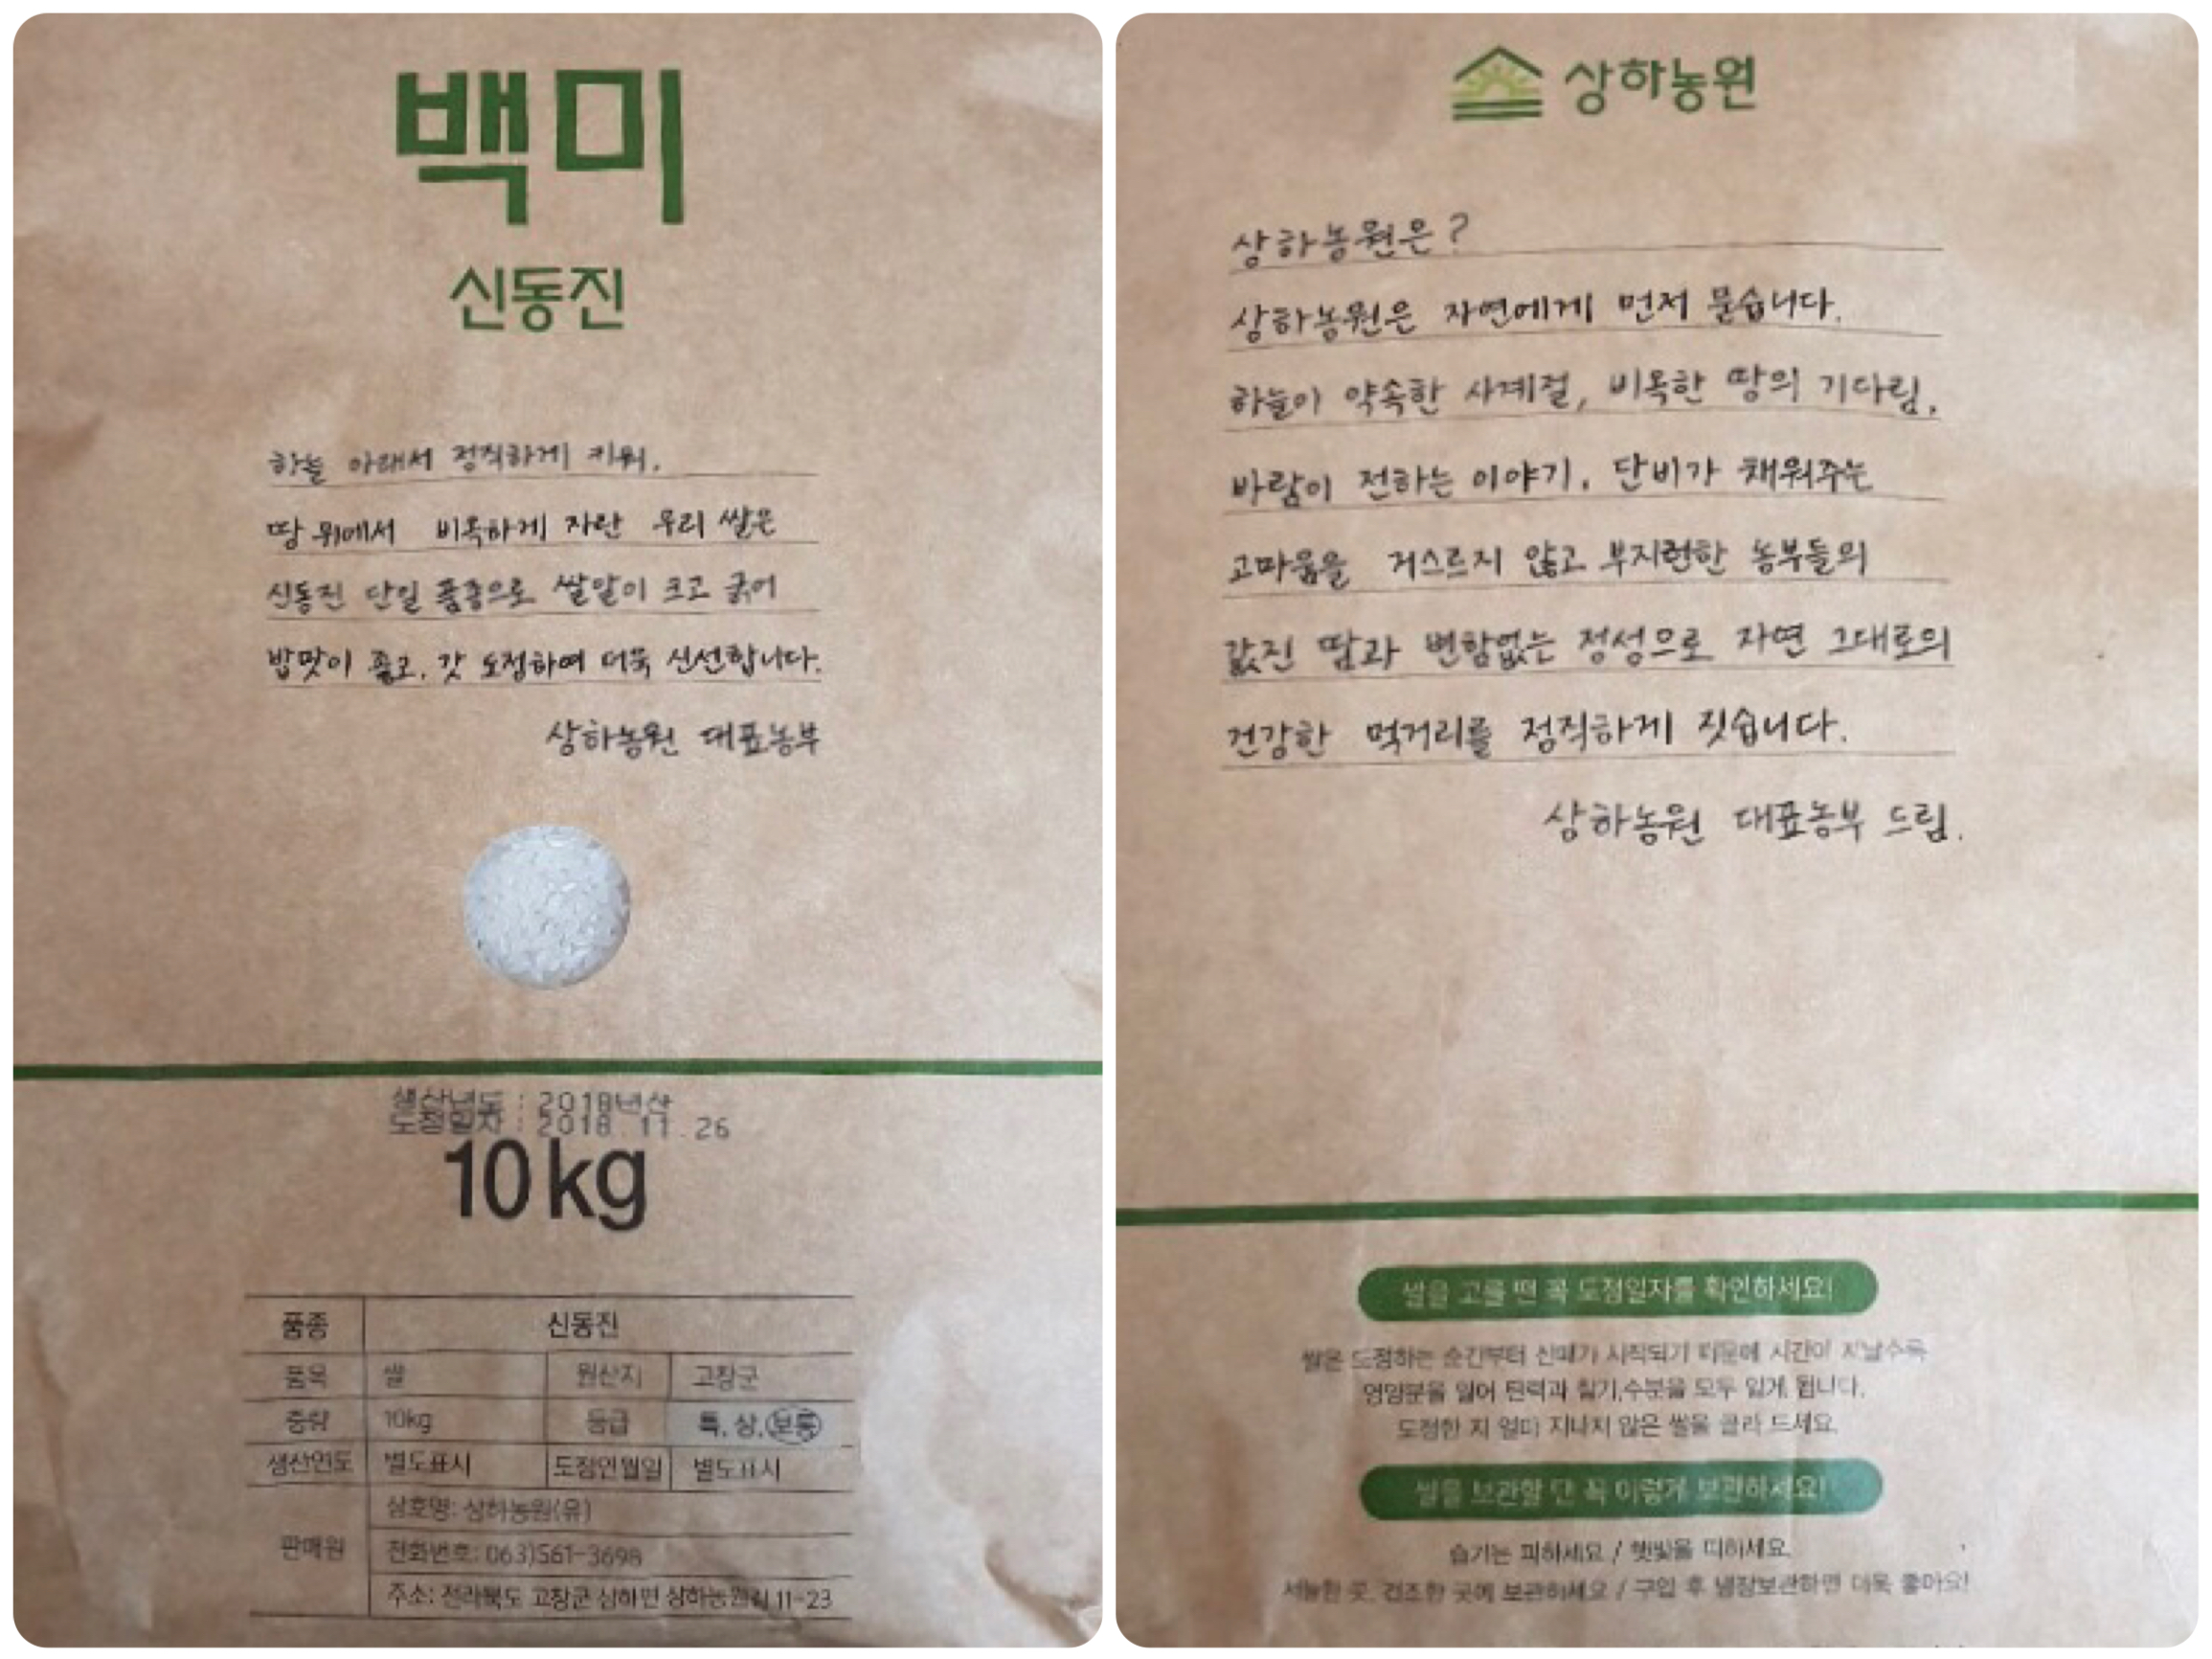 백미
신동진
하늘 아래서 정직하게 키워,
땅 위에서 비옥하게 자란 우리 쌀은
신동진 단일 품종으로 쌀알이 크고 굵어
밥맛이 좋고, 갓 도정하여 더욱 신선합니다.
상하농원 대표농부
생산년도 : 2018년산
도정일자 : 2018. 11. 26
10kg
품종 신동진
품목 쌀 원산지 고창군
중량 10kg 등급 특, 상, 보통
생산연도 별도표시 도정연월일 별도표시
판매원
상호명: 상하농원(유)
전화번호: 063)561-3698
주소: 전라북도 고창군 상하면 상하농원길 11-23
상하농원
상하농원은?
상하농원은 자연에게 먼저 묻습니다.
하늘이 약속한 사계절, 비옥한 땅의 기다림,
바람이 전하는 이야기, 단비가 채워주는
고마움을 거스르지 않고 부지런한 농부들의
값진 땀과 변함없는 정성으로 자연 그대로의
건강한 먹거리를 정직하게 짓습니다.
상하농원 대표농부 드림.
쌀을 고를 땐 꼭 도정일자를 확인하세요!
쌀은 도정하는 순간부터 산패가 시작되기 때문에 시간이 지날수록
영양분을 잃어 탄력과 찰기,수분을 모두 잃게 됩니다.
도정한 지 얼마 지나지 않은 쌀을 골라 드세요.
쌀을 보관할 땐 꼭 이렇게 보관하세요!
습기는 피하세요 / 햇빛을 피하세요.
서늘한 곳, 건조한 곳에 보관하세요 / 구입 후 냉장보관하면 더욱 좋아요!